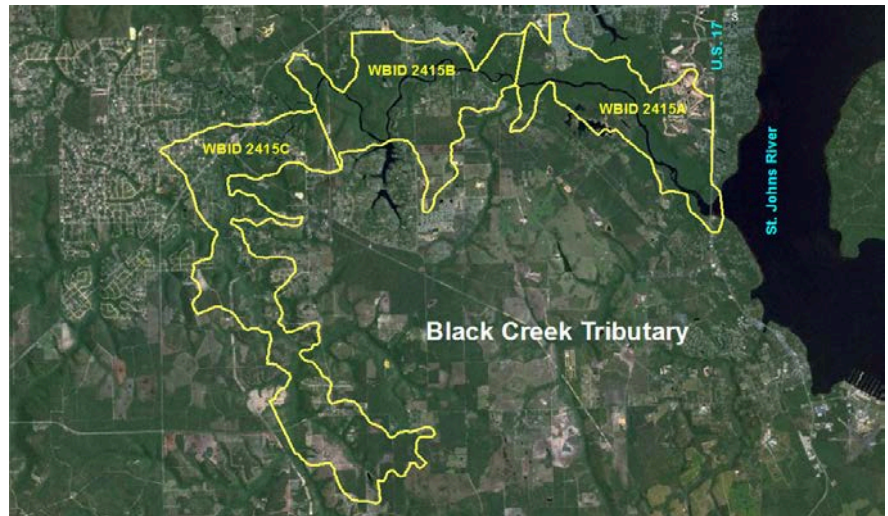 WBID 2415B
U.S. 17
WBID 2415A
WBID 2415C
St. Johns River
Black Creek Tributary